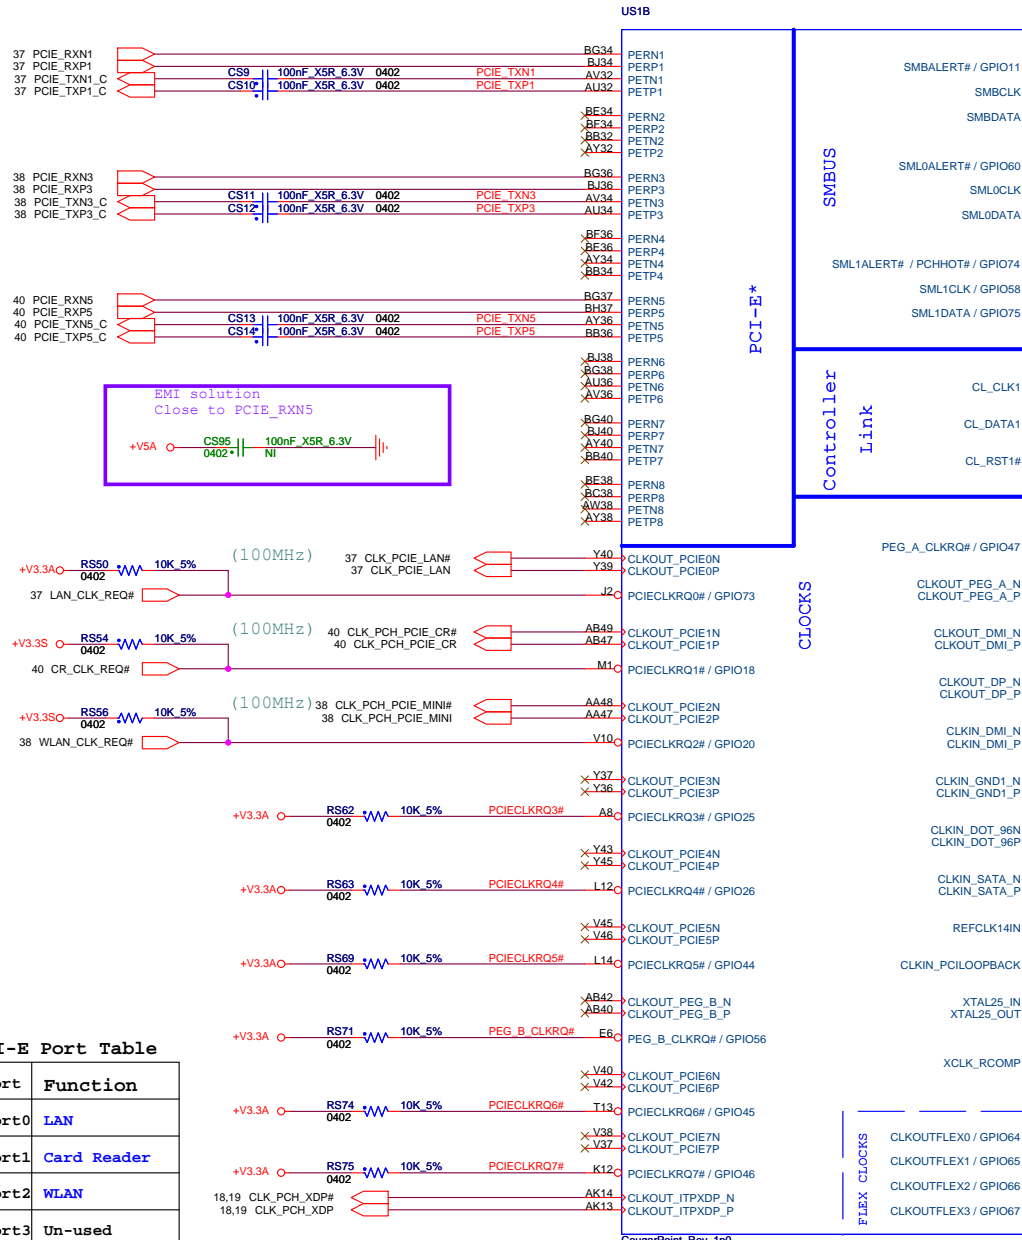 US1B
37 PCIE_RXN1 BG34 PERN1
37 PCIE_RXP1 BJ34 PERP1
37 PCIE_TXN1_C CS9 100nF_X5R_6.3V 0402 PCIE_TXN1 AV32 PETN1
37 PCIE_TXP1_C CS10 100nF_X5R_6.3V 0402 PCIE_TXP1 AU32 PETP1
BE34 PERN2
BF34 PERP2
BB32 PETN2
AY32 PETP2
38 PCIE_RXN3 BG36 PERN3
38 PCIE_RXP3 BJ36 PERP3
38 PCIE_TXN3_C CS11 100nF_X5R_6.3V 0402 PCIE_TXN3 AV34 PETN3
38 PCIE_TXP3_C CS12 100nF_X5R_6.3V 0402 PCIE_TXP3 AU34 PETP3
BF36 PERN4
BE36 PERP4
AY34 PETN4
BB34 PETP4
40 PCIE_RXN5 BG37 PERN5
40 PCIE_RXP5 BH37 PERP5
40 PCIE_TXN5_C CS13 100nF_X5R_6.3V 0402 PCIE_TXN5 AY36 PETN5
40 PCIE_TXP5_C CS14 100nF_X5R_6.3V 0402 PCIE_TXP5 BB36 PETP5
BJ38 PERN6
BG38 PERP6
AU36 PETN6
AV36 PETP6
BG40 PERN7
BJ40 PERP7
AY40 PETN7
BB40 PETP7
BE38 PERN8
BC38 PERP8
AW38 PETN8
AY38 PETP8
PCI-E*
EMI solution
Close to PCIE_RXN5
+V5A CS95 100nF_X5R_6.3V
0402 NI
SMBUS
SMBALERT# / GPIO11
SMBCLK
SMBDATA
SML0ALERT# / GPIO60
SML0CLK
SML0DATA
SML1ALERT# / PCHHOT# / GPIO74
SML1CLK / GPIO58
SML1DATA / GPIO75
Controller
Link
CL_CLK1
CL_DATA1
CL_RST1#
CLOCKS
(100MHz) 37 CLK_PCIE_LAN# Y40 CLKOUT_PCIE0N
37 CLK_PCIE_LAN Y39 CLKOUT_PCIE0P
+V3.3A RS50 10K_5%
0402
37 LAN_CLK_REQ# J2 PCIECLKRQ0# / GPIO73
(100MHz) 40 CLK_PCH_PCIE_CR# AB49 CLKOUT_PCIE1N
40 CLK_PCH_PCIE_CR AB47 CLKOUT_PCIE1P
+V3.3S RS54 10K_5%
0402
40 CR_CLK_REQ# M1 PCIECLKRQ1# / GPIO18
(100MHz) 38 CLK_PCH_PCIE_MINI# AA48 CLKOUT_PCIE2N
38 CLK_PCH_PCIE_MINI AA47 CLKOUT_PCIE2P
+V3.3S RS56 10K_5%
0402
38 WLAN_CLK_REQ# V10 PCIECLKRQ2# / GPIO20
Y37 CLKOUT_PCIE3N
Y36 CLKOUT_PCIE3P
+V3.3A RS62 10K_5% PCIECLKRQ3# A8 PCIECLKRQ3# / GPIO25
0402
Y43 CLKOUT_PCIE4N
Y45 CLKOUT_PCIE4P
+V3.3A RS63 10K_5% PCIECLKRQ4# L12 PCIECLKRQ4# / GPIO26
0402
V45 CLKOUT_PCIE5N
V46 CLKOUT_PCIE5P
+V3.3A RS69 10K_5% PCIECLKRQ5# L14 PCIECLKRQ5# / GPIO44
0402
AB42 CLKOUT_PEG_B_N
AB40 CLKOUT_PEG_B_P
+V3.3A RS71 10K_5% PEG_B_CLKRQ# E6 PEG_B_CLKRQ# / GPIO56
0402
V40 CLKOUT_PCIE6N
V42 CLKOUT_PCIE6P
+V3.3A RS74 10K_5% PCIECLKRQ6# T13 PCIECLKRQ6# / GPIO45
0402
V38 CLKOUT_PCIE7N
V37 CLKOUT_PCIE7P
+V3.3A RS75 10K_5% PCIECLKRQ7# K12 PCIECLKRQ7# / GPIO46
0402
18,19 CLK_PCH_XDP# AK14 CLKOUT_ITPXDP_N
18,19 CLK_PCH_XDP AK13 CLKOUT_ITPXDP_P
PEG_A_CLKRQ# / GPIO47
CLKOUT_PEG_A_N
CLKOUT_PEG_A_P
CLKOUT_DMI_N
CLKOUT_DMI_P
CLKOUT_DP_N
CLKOUT_DP_P
CLKIN_DMI_N
CLKIN_DMI_P
CLKIN_GND1_N
CLKIN_GND1_P
CLKIN_DOT_96N
CLKIN_DOT_96P
CLKIN_SATA_N
CLKIN_SATA_P
REFCLK14IN
CLKIN_PCILOOPBACK
XTAL25_IN
XTAL25_OUT
XCLK_RCOMP
FLEX CLOCKS
CLKOUTFLEX0 / GPIO64
CLKOUTFLEX1 / GPIO65
CLKOUTFLEX2 / GPIO66
CLKOUTFLEX3 / GPIO67
CougarPoint_Rev_1p0
I-E Port Table
ort Function
ort0 LAN
ort1 Card Reader
ort2 WLAN
ort3 Un-used